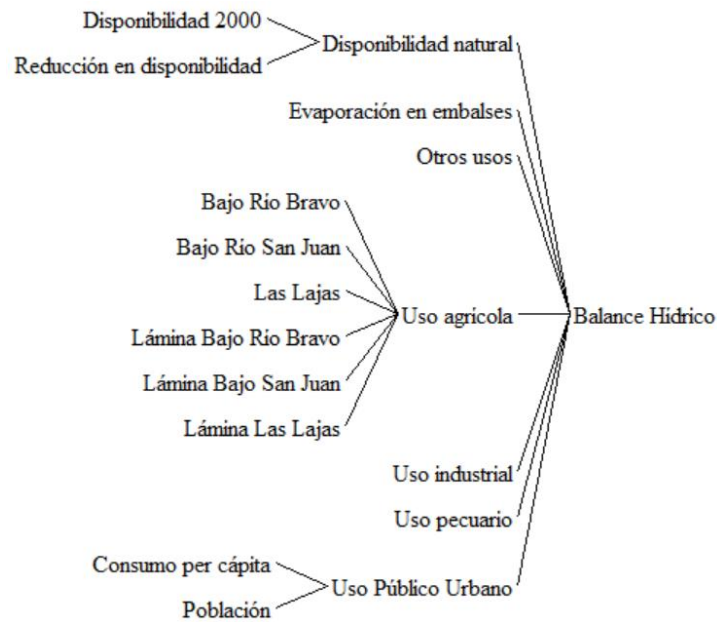 Disponibilidad 2000
Reducción en disponibilidad
Disponibilidad natural
Evaporación en embalses
Otros usos
Bajo Río Bravo
Bajo Río San Juan
Las Lajas
Lámina Bajo Río Bravo
Lámina Bajo San Juan
Lámina Las Lajas
Uso agrícola
Balance Hídrico
Uso industrial
Uso pecuario
Consumo per cápita
Población
Uso Público Urbano